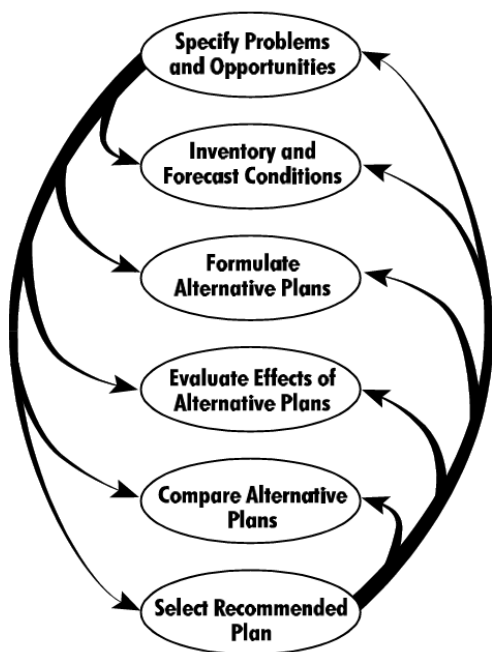 Specify Problems
and Opportunities
Inventory and
Forecast Conditions
Formulate
Alternative Plans
Evaluate Effects of
Alternative Plans
Compare Alternative
Plans
Select Recommended
Plan